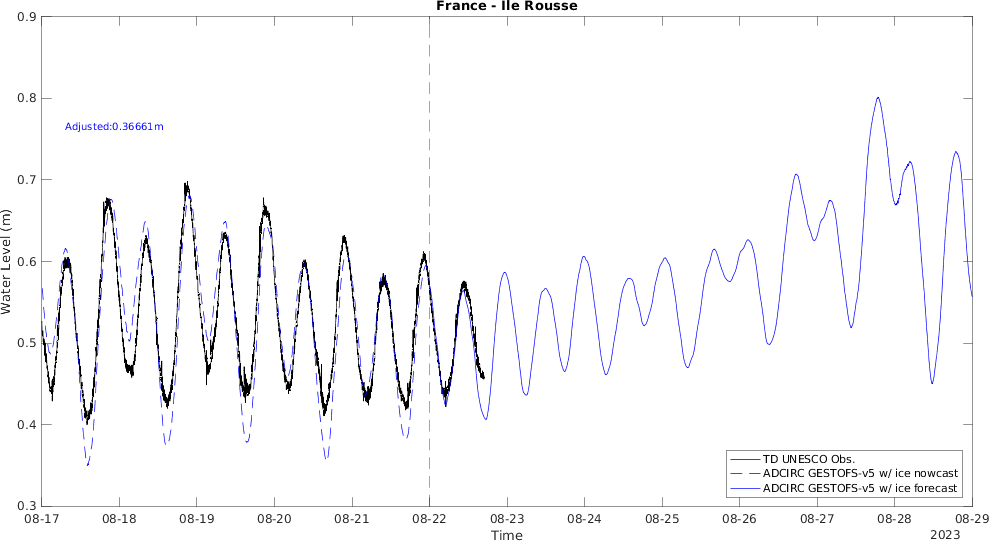 France - Ile Rousse
Water Level (m)
0.9
0.8
0.7
0.6
0.5
0.4
0.3
Adjusted:0.36661m
TD UNESCO Obs.
ADCIRC GESTOFS-v5 w/ ice nowcast
ADCIRC GESTOFS-v5 w/ ice forecast
08-17 08-18 08-19 08-20 08-21 08-22 08-23 08-24 08-25 08-26 08-27 08-28 08-29
Time
2023